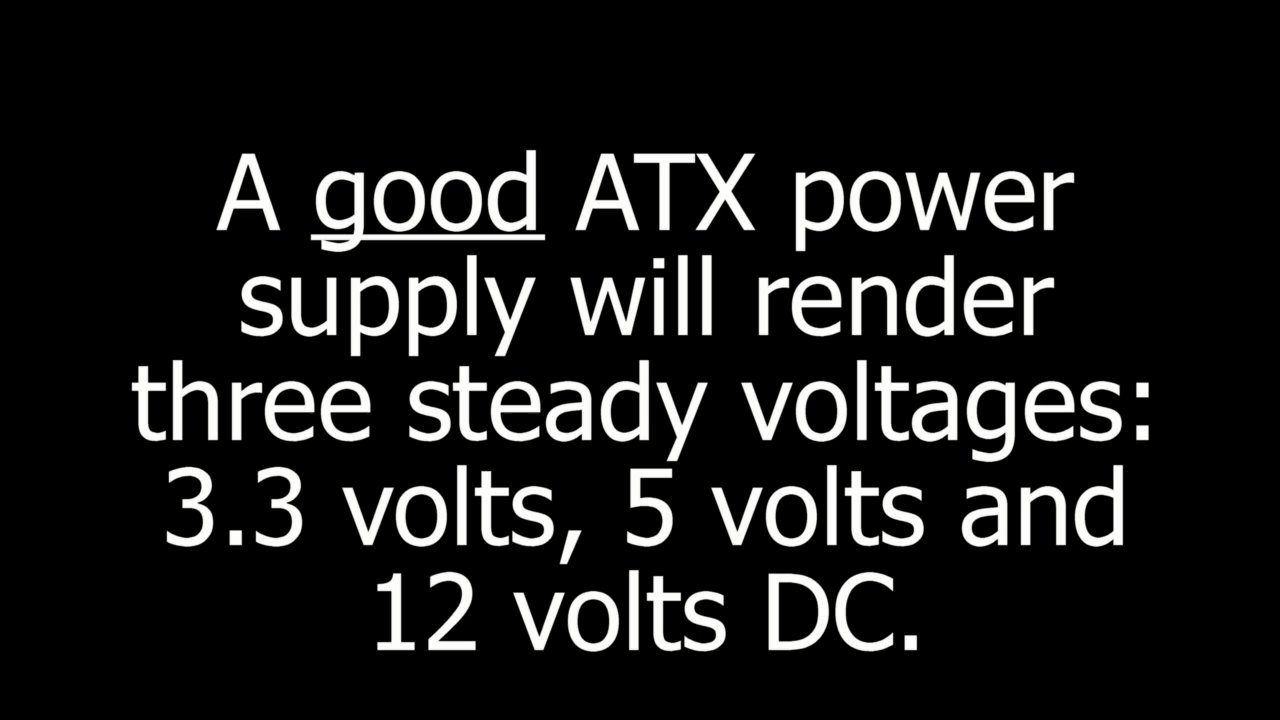 A good ATX power
supply will render
three steady voltages:
3.3 volts, 5 volts and
12 volts DC.